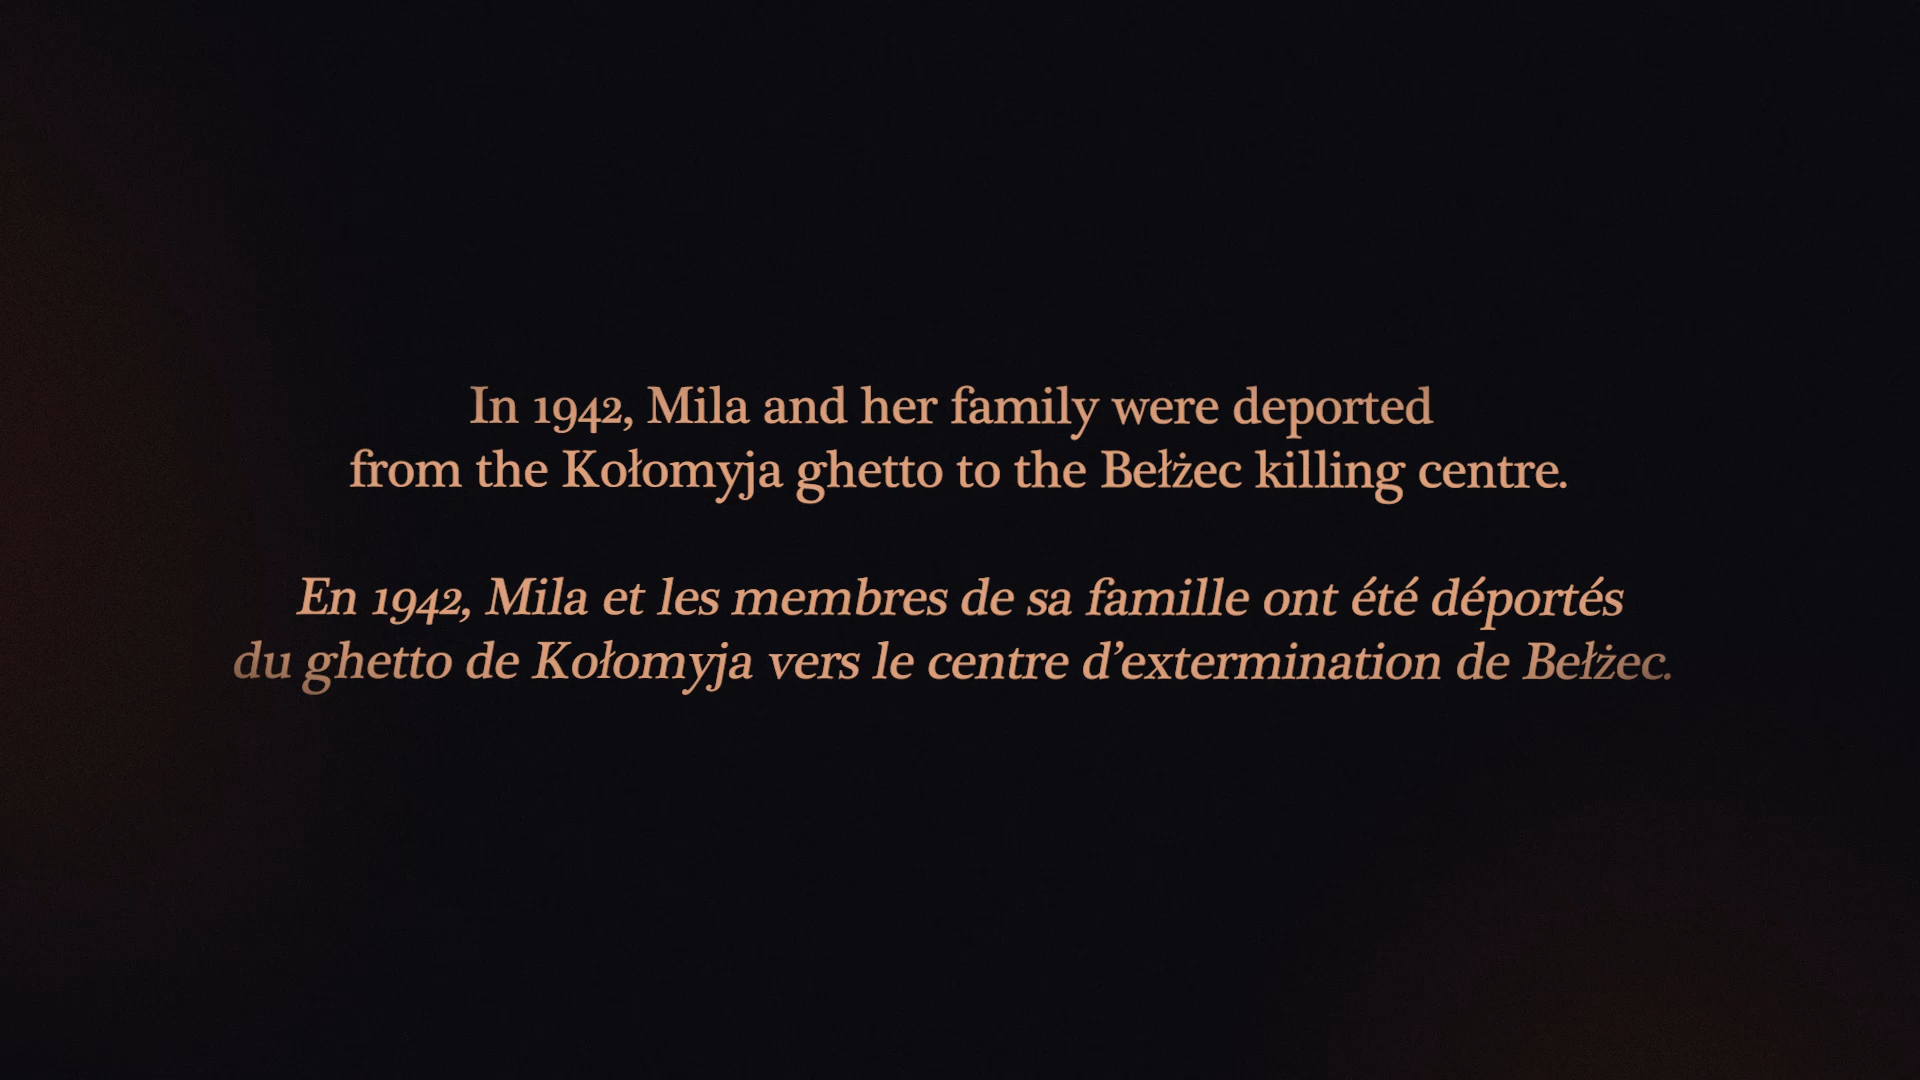 In 1942, Mila and her family were deported
from the Kołomyja ghetto to the Bełżec killing centre.
En 1942, Mila et les membres de sa famille ont été déportés
du ghetto de Kołomyja vers le centre d’extermination de Bełżec.